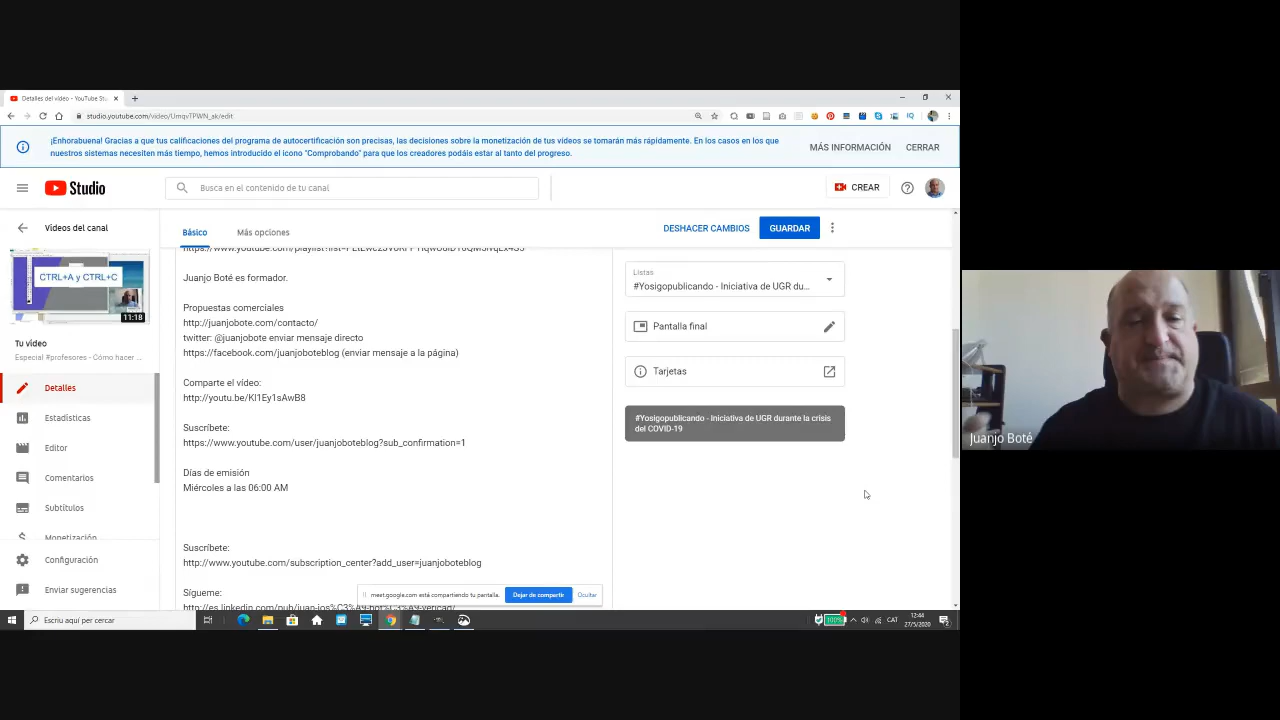 Detalles del vídeo - YouTube Stu
studio.youtube.com/video/UmqvTPWN_ak/edit
¡Enhorabuena! Gracias a que tus calificaciones del programa de autocertificación son precisas, las decisiones sobre la monetización de tus vídeos se tomarán más rápidamente. En los casos en los que
nuestros sistemas necesiten más tiempo, hemos introducido el icono "Comprobando" para que los creadores podáis estar al tanto del progreso.
MÁS INFORMACIÓN
CERRAR
Studio
Busca en el contenido de tu canal
CREAR
Vídeos del canal
Básico
Más opciones
DESHACER CAMBIOS
GUARDAR
CTRL+A y CTRL+C
11:18
Tu vídeo
Especial #profesores - Cómo hacer ...
Detalles
Estadísticas
Editor
Comentarios
Subtítulos
Monetización
Configuración
Enviar sugerencias
Juanjo Boté es formador.
Propuestas comerciales
http://juanjobote.com/contacto/
twitter: @juanjobote enviar mensaje directo
https://facebook.com/juanjoboteblog (enviar mensaje a la página)
Comparte el vídeo:
http://youtu.be/Kl1Ey1sAwB8
Suscríbete:
https://www.youtube.com/user/juanjoboteblog?sub_confirmation=1
Días de emisión
Miércoles a las 06:00 AM
Suscríbete:
http://www.youtube.com/subscription_center?add_user=juanjoboteblog
Sígueme:
Listas
#Yosigopublicando - Iniciativa de UGR du...
Pantalla final
Tarjetas
#Yosigopublicando - Iniciativa de UGR durante la crisis
del COVID-19
meet.google.com está compartiendo tu pantalla.
Dejar de compartir
Ocultar
Escriu aquí per cercar
100%
CAT
12:44
27/5/2020
Juanjo Boté